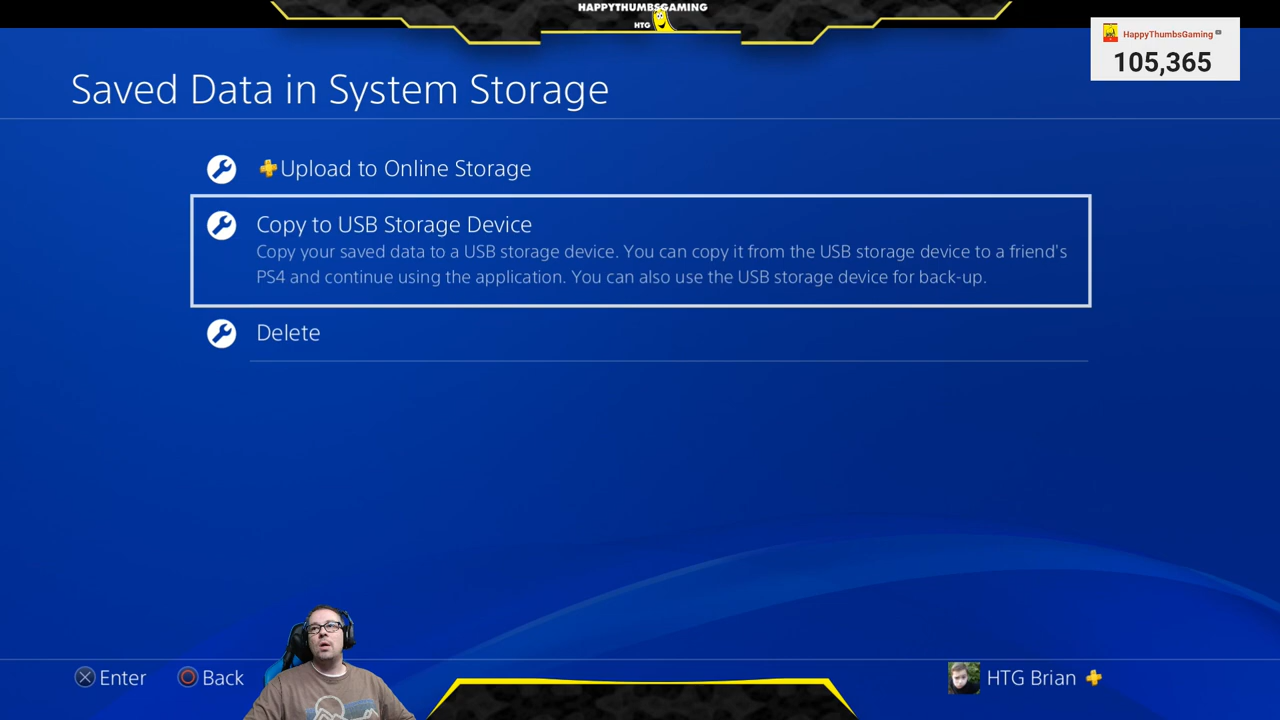 HAPPYTHUMBSGAMING
HTG
HappyThumbsGaming
105,365
Saved Data in System Storage
Upload to Online Storage
Copy to USB Storage Device
Copy your saved data to a USB storage device. You can copy it from the USB storage device to a friend's
PS4 and continue using the application. You can also use the USB storage device for back-up.
Delete
Enter
Back
HTG Brian